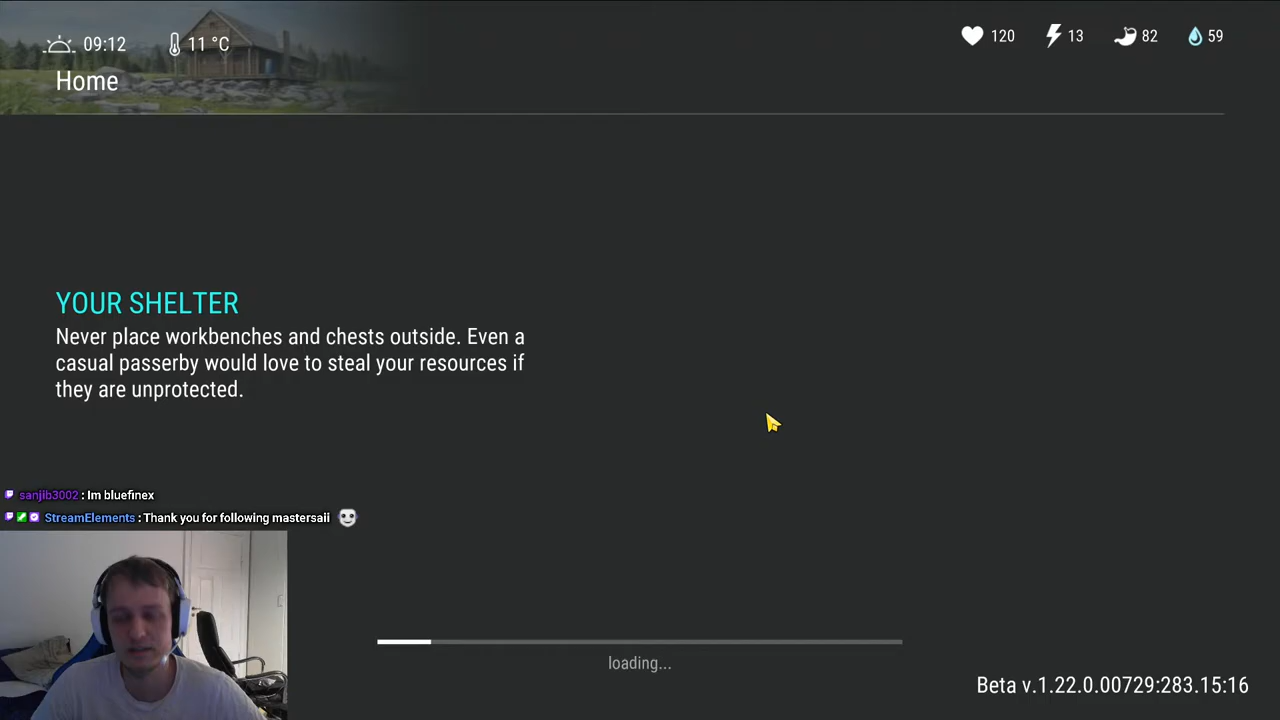 09:12 11 °C
120 13 82 59
Home
YOUR SHELTER
Never place workbenches and chests outside. Even a
casual passerby would love to steal your resources if
they are unprotected.
sanjib3002 : Im bluefinex
StreamElements : Thank you for following mastersaii
loading...
Beta v.1.22.0.00729:283.15:16